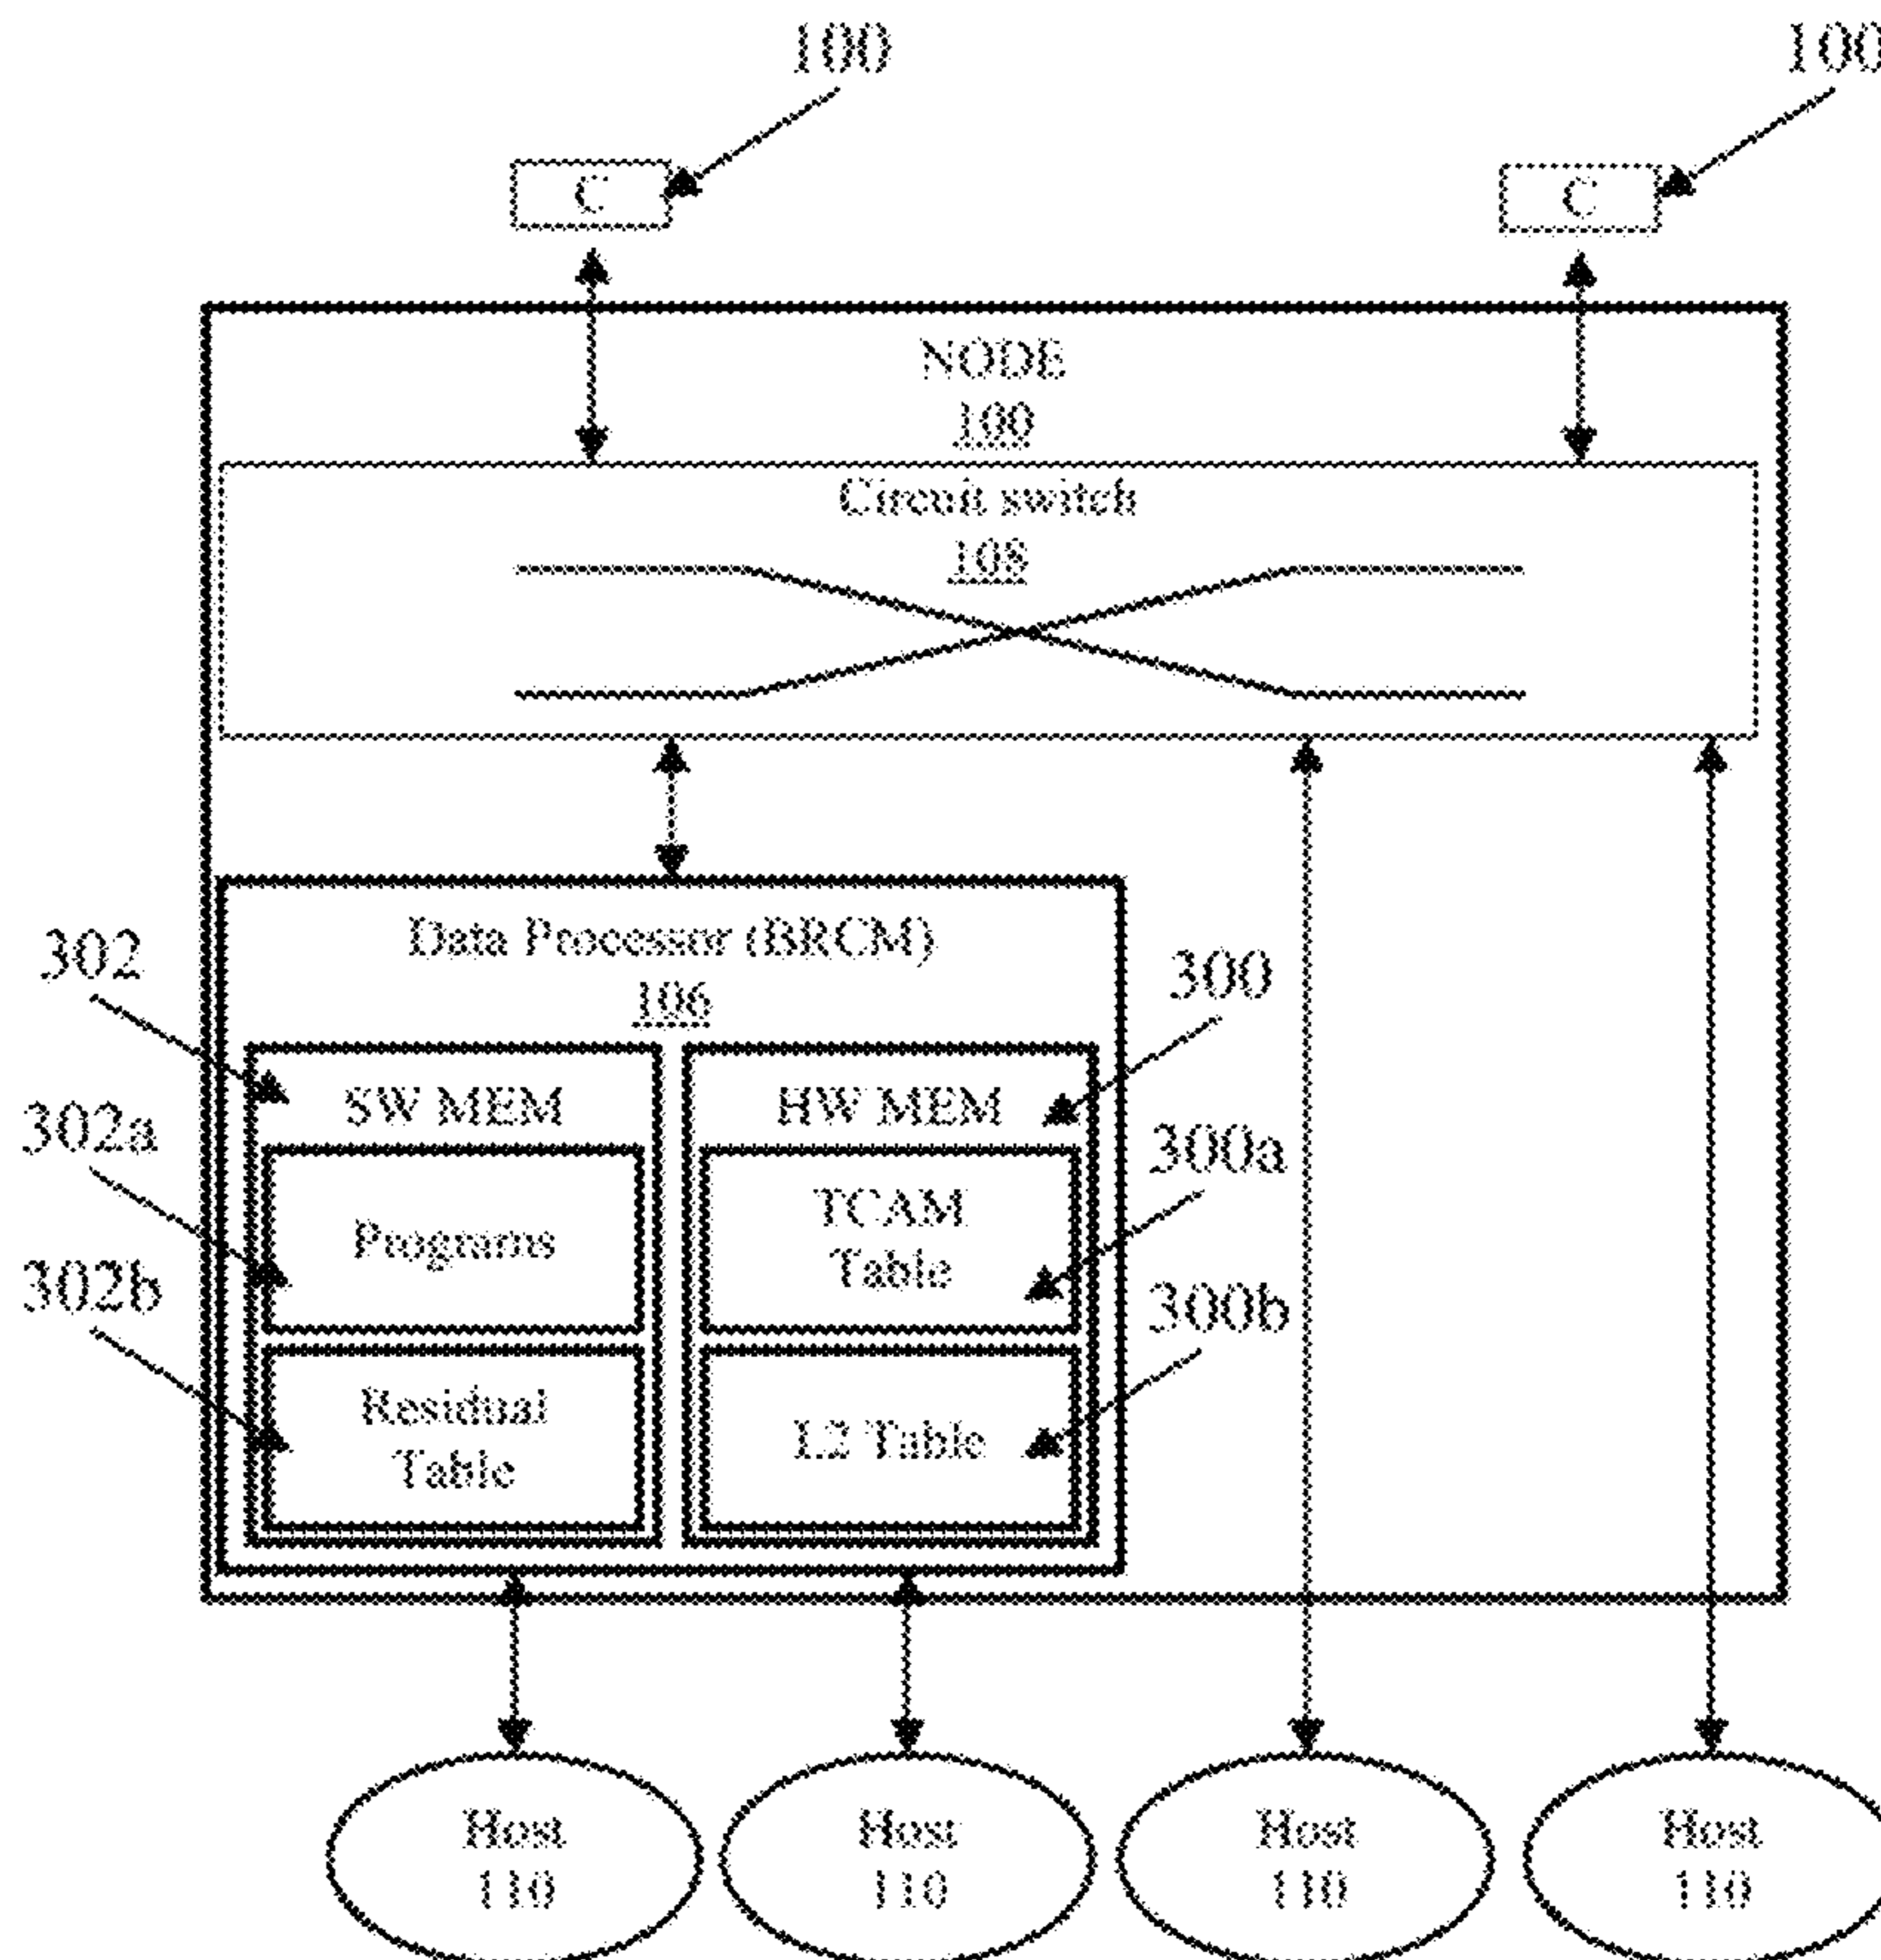 100
100
C
C
NODE
100
Circuit switch
108
Data Processor (BRCM)
106
302
300
SW MEM
HW MEM
302a
300a
Programs
TCAM
Table
302b
300b
Residual
Table
L2 Table
Host
110
Host
110
Host
110
Host
110